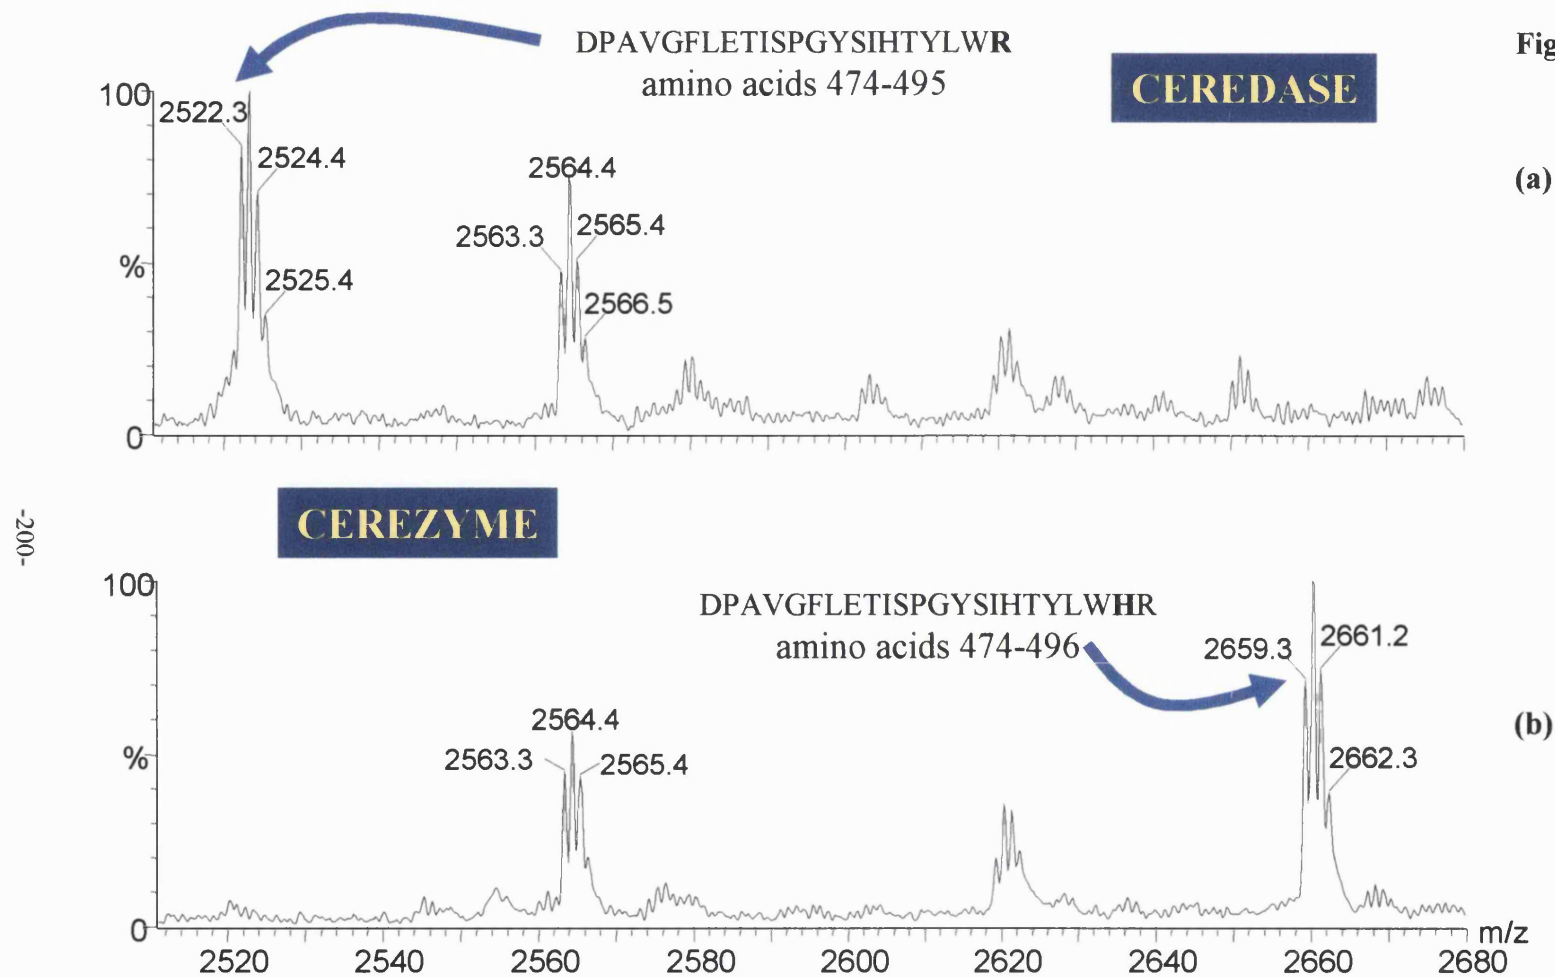 DPAVGFLETISPGYSIHTYLWR
amino acids 474-495
Fig
CEREDASE
(a)
100
2522.3
2524.4
2525.4
2564.4
2563.3
2565.4
2566.5
%
0
-200-
CEREZYME
(b)
100
DPAVGFLETISPGYSIHTYLWHR
amino acids 474-496
2659.3
2661.2
2662.3
2564.4
2563.3
2565.4
%
0
m/z
2520 2540 2560 2580 2600 2620 2640 2660 2680